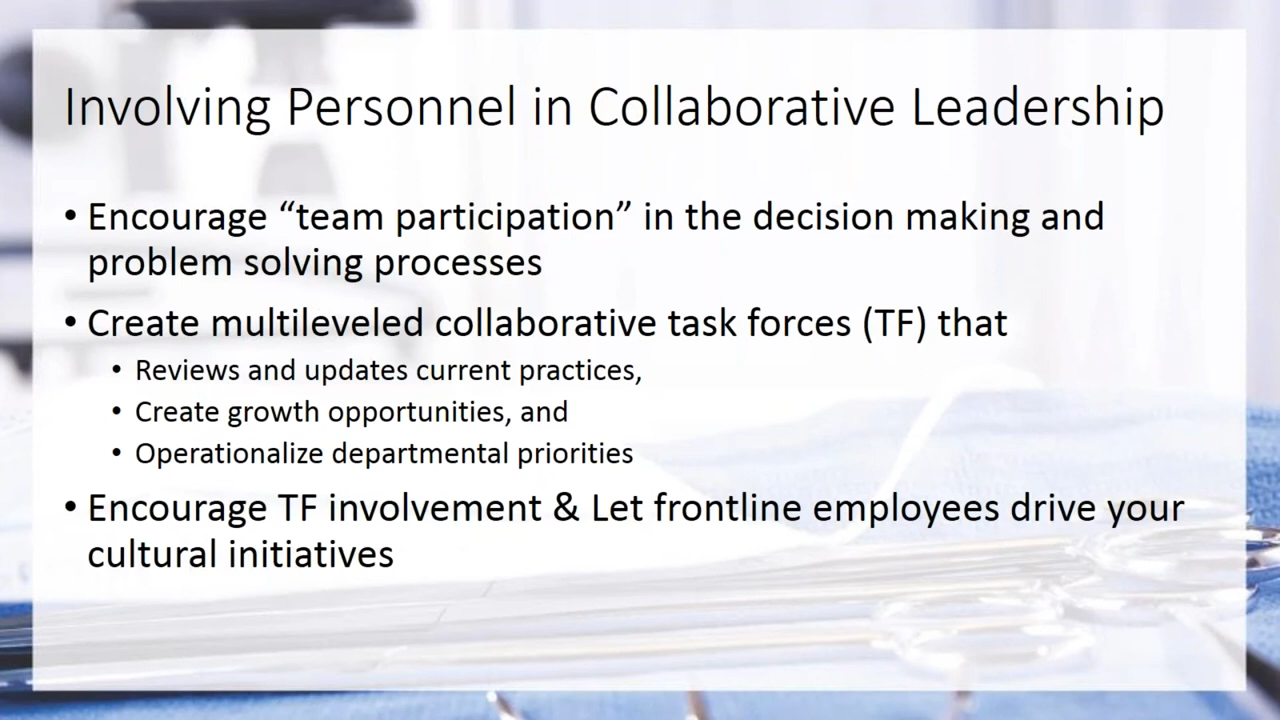 Involving Personnel in Collaborative Leadership
• Encourage “team participation” in the decision making and
problem solving processes
• Create multileveled collaborative task forces (TF) that
• Reviews and updates current practices,
• Create growth opportunities, and
• Operationalize departmental priorities
• Encourage TF involvement & Let frontline employees drive your
cultural initiatives